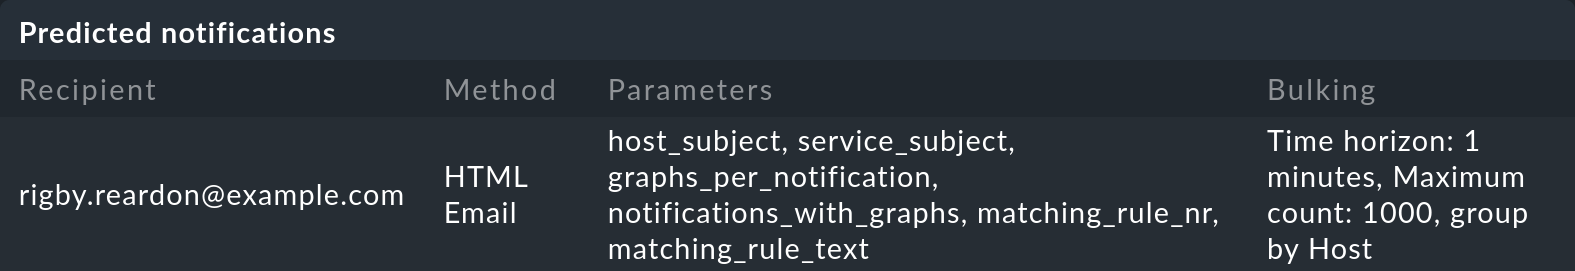 Predicted notifications
Recipient Method Parameters Bulking
rigby.reardon@example.com
HTML
Email
host_subject, service_subject,
graphs_per_notification,
notifications_with_graphs, matching_rule_nr,
matching_rule_text
Time horizon: 1
minutes, Maximum
count: 1000, group
by Host